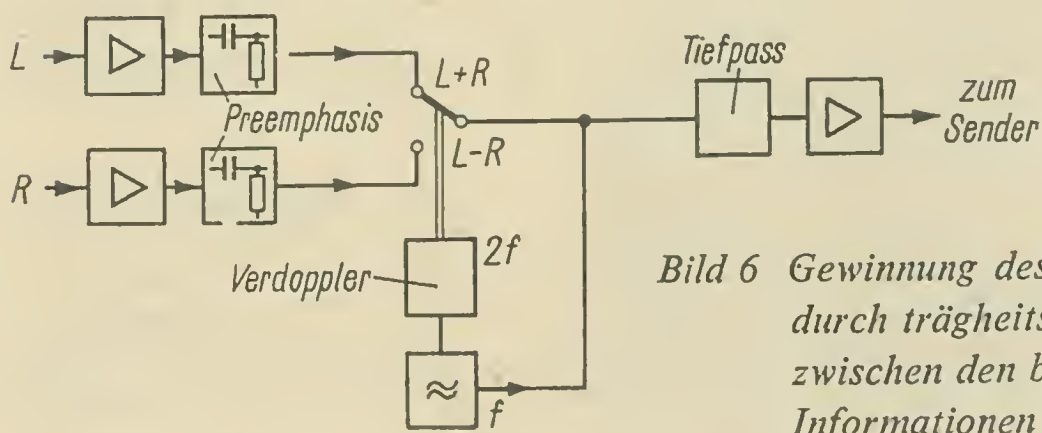 L
Preemphasis
R
L+R
L-R
Tiefpass
zum
Sender
Verdoppler
2f
≈
f
Bild 6 Gewinnung des
durch trägheits
zwischen den b
Informationen